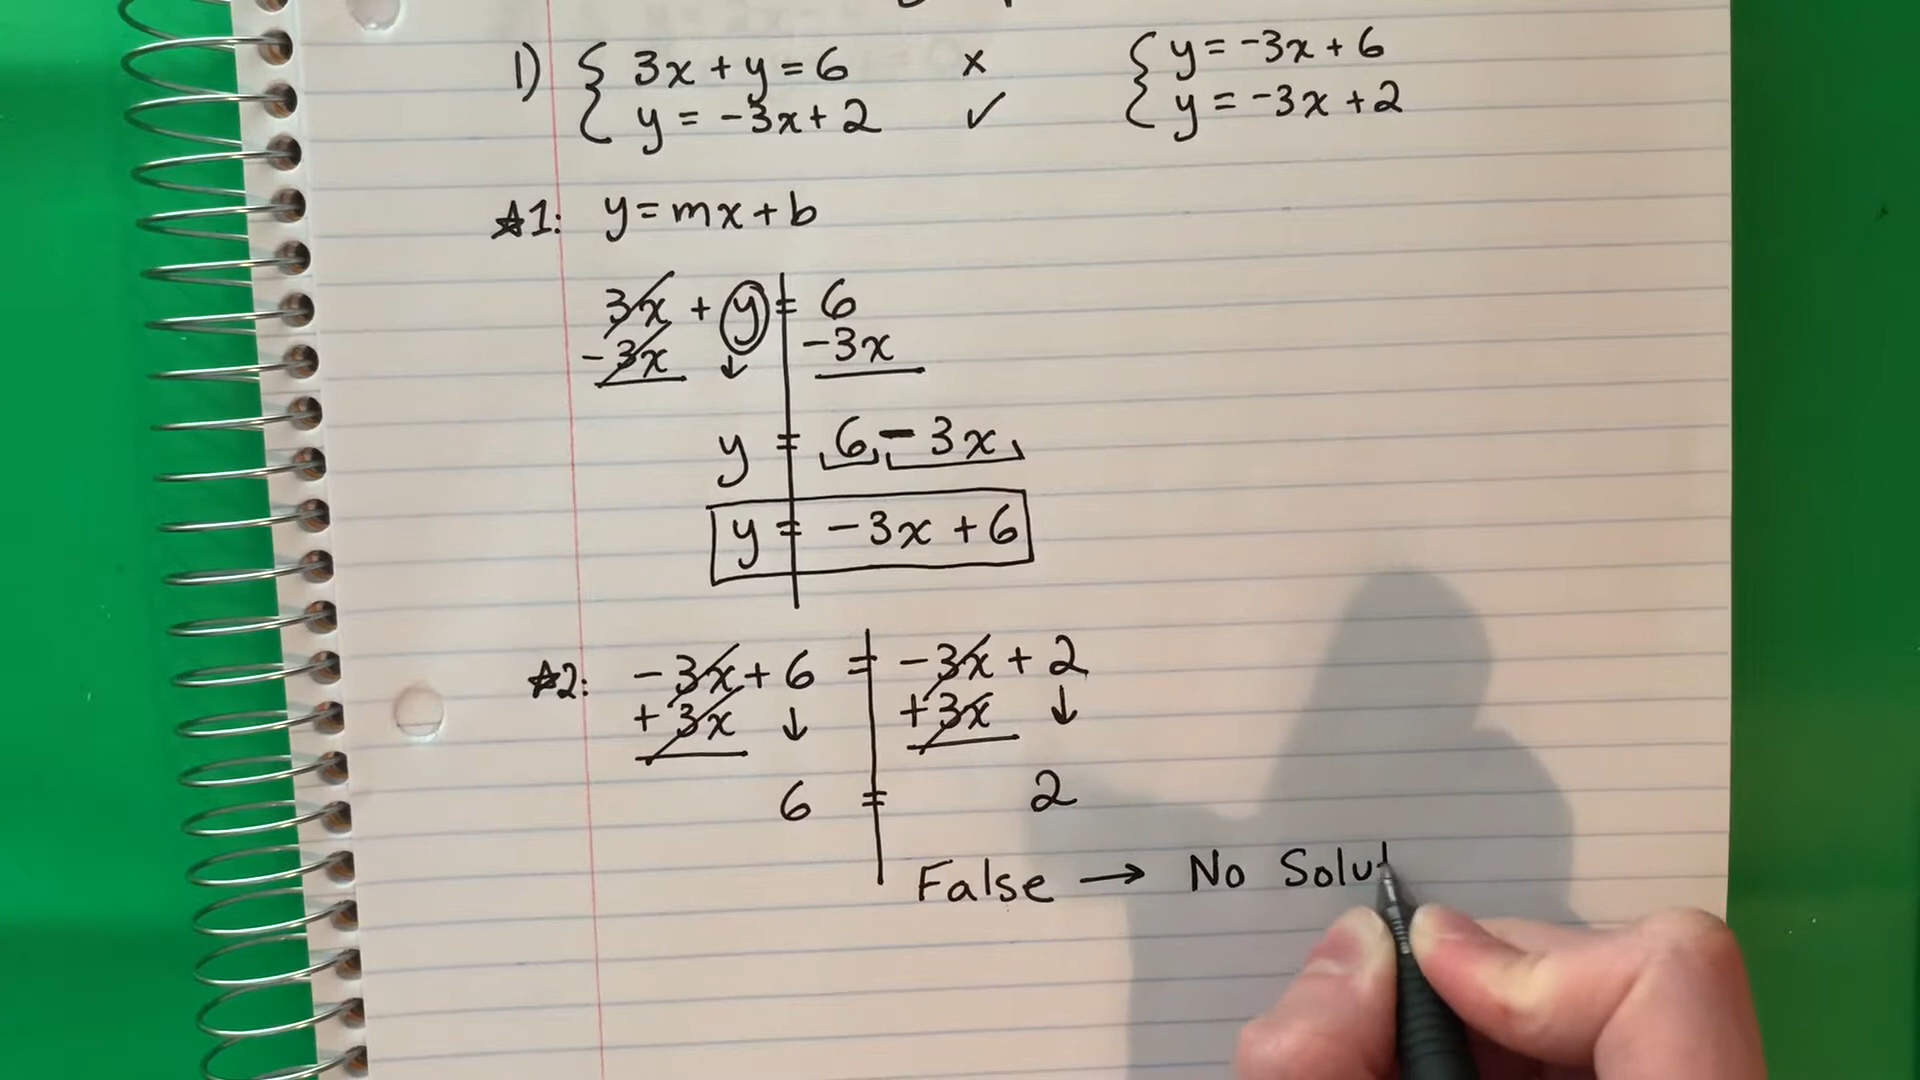 1) { 3x + y = 6 x { y = -3x + 6
y = -3x + 2 ✓ y = -3x + 2
☆1: y = mx + b
3x + y = 6
-3x ↓ -3x
y = 6 - 3x
y = -3x + 6
☆2: -3x + 6 = -3x + 2
+3x ↓ +3x ↓
6 = 2
False → No Solut